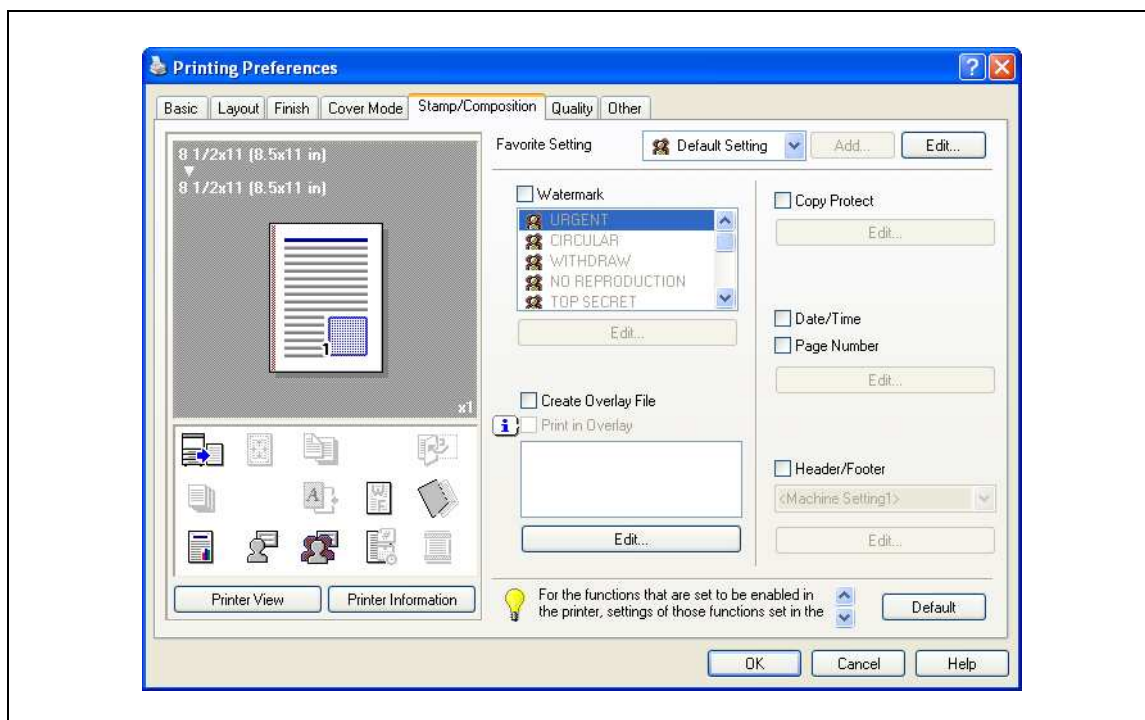 Printing Preferences
Basic
Layout
Finish
Cover Mode
Stamp/Composition
Quality
Other
8 1/2x11 (8.5x11 in)
8 1/2x11 (8.5x11 in)
1
x1
Printer View
Printer Information
Favorite Setting
Default Setting
Add...
Edit...
Watermark
URGENT
CIRCULAR
WITHDRAW
NO REPRODUCTION
TOP SECRET
Edit...
Create Overlay File
Print in Overlay
Edit...
Copy Protect
Edit...
Date/Time
Page Number
Edit...
Header/Footer
<Machine Setting1>
Edit...
For the functions that are set to be enabled in
the printer, settings of those functions set in the
Default
OK
Cancel
Help